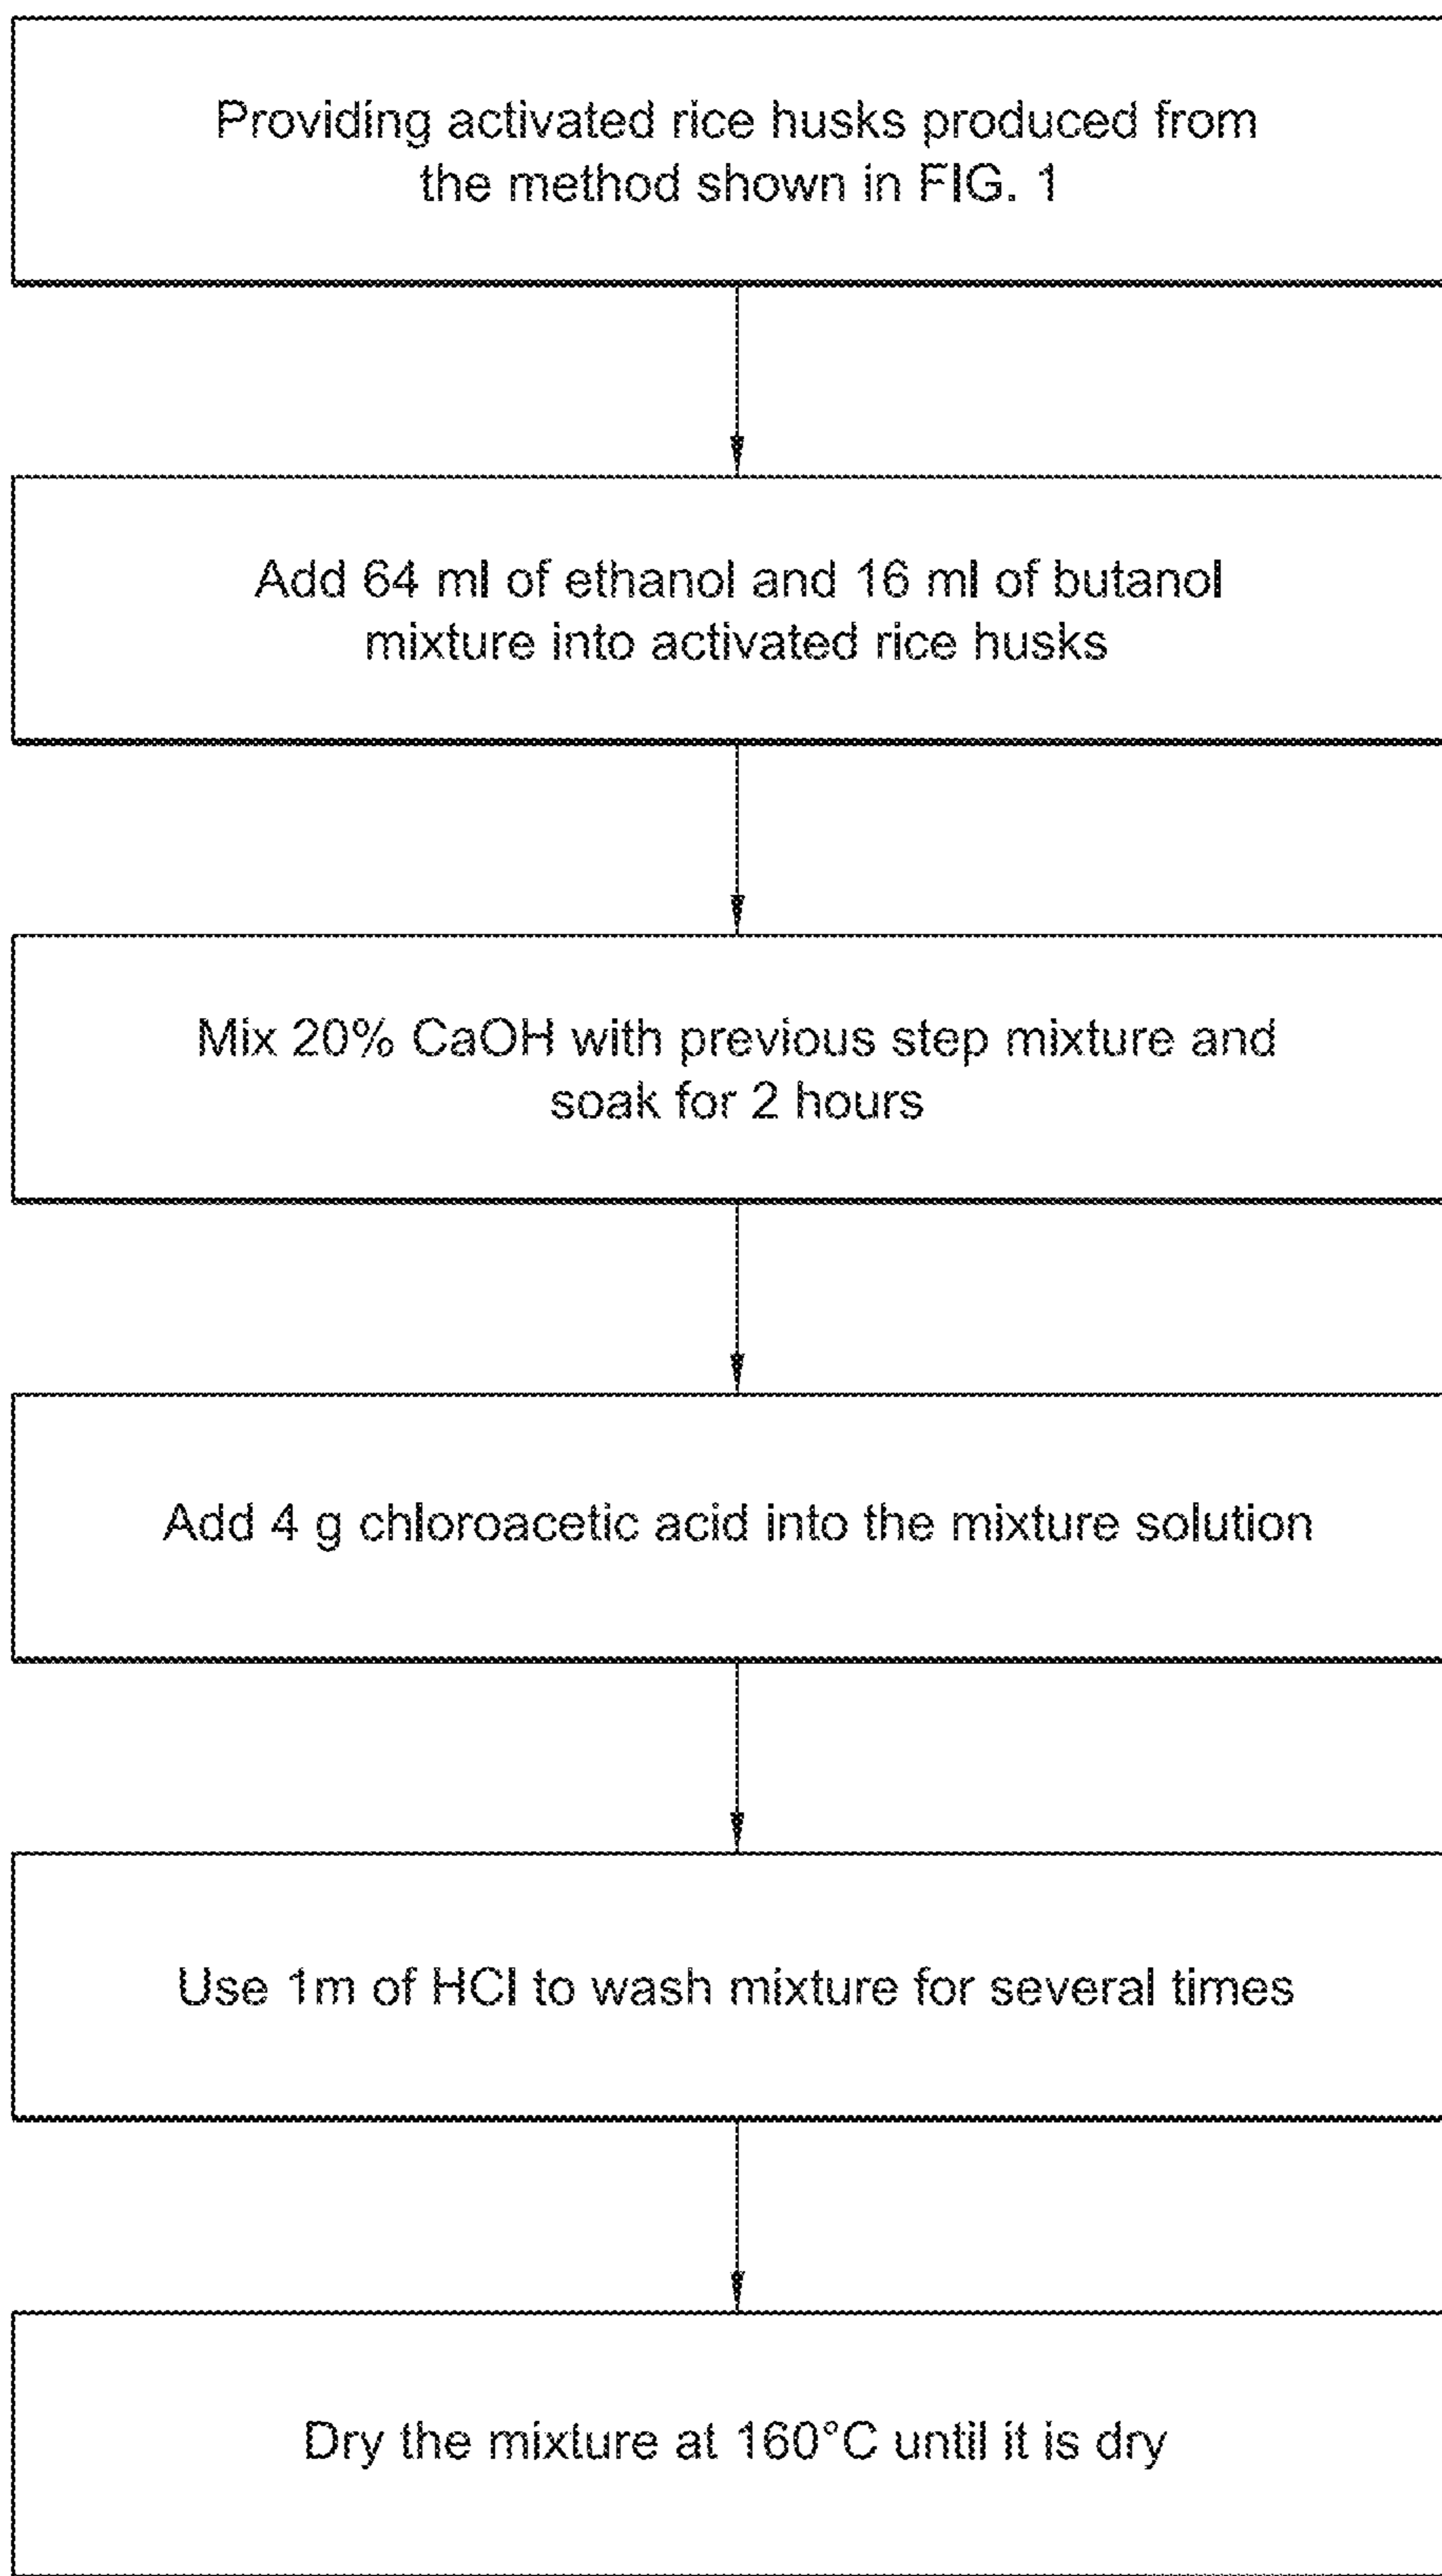 Providing activated rice husks produced from
the method shown in FIG. 1
Add 64 ml of ethanol and 16 ml of butanol
mixture into activated rice husks
Mix 20% CaOH with previous step mixture and
soak for 2 hours
Add 4 g chloroacetic acid into the mixture solution
Use 1m of HCl to wash mixture for several times
Dry the mixture at 160°C until it is dry